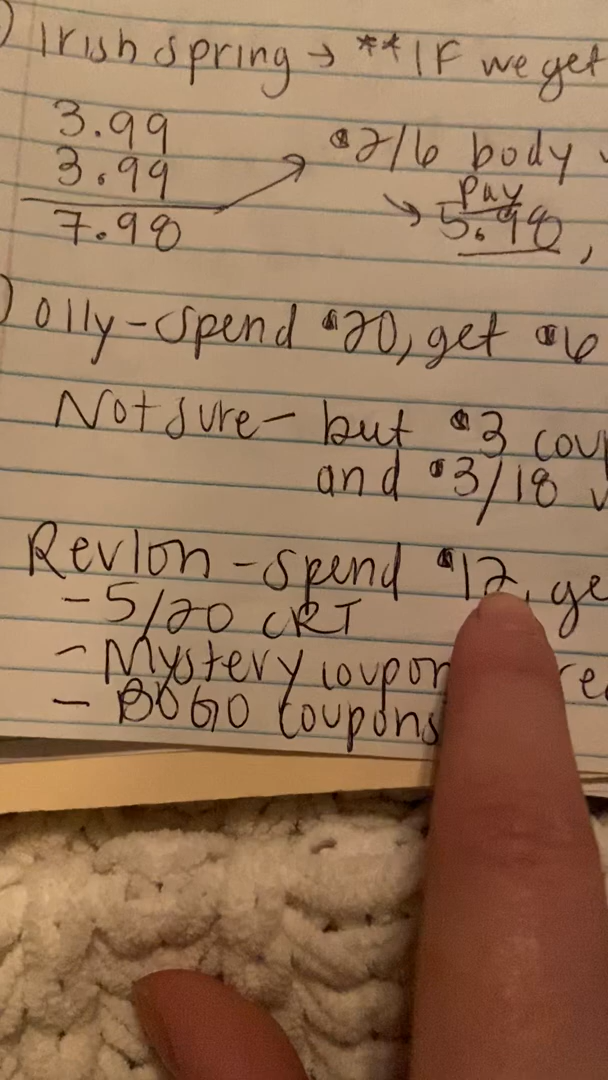 ) Irish Spring → **IF we get
3.99
3.99
7.98
$2/6 body
pay
→ 5.98,
) Olly - Spend $20, get $6
Not sure - but $3 cou
and $3/18
Revlon - Spend $12, ge
- 5/20 CRT
- Mystery coupon
- BOGO coupons